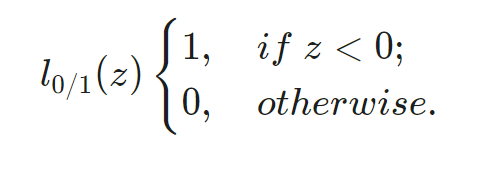 l₀/₁(z) { 1, if z < 0;
0, otherwise.